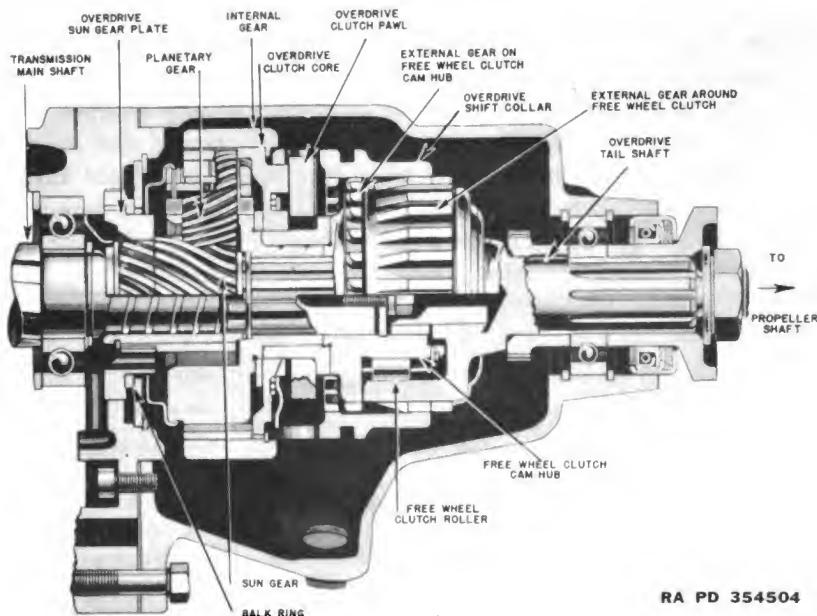 OVERDRIVE
SUN GEAR PLATE
INTERNAL
GEAR
OVERDRIVE
CLUTCH PAWL
TRANSMISSION
MAIN SHAFT
PLANETARY
GEAR
OVERDRIVE
CLUTCH CORE
EXTERNAL GEAR ON
FREE WHEEL CLUTCH
CAM HUB
OVERDRIVE
SHIFT COLLAR
EXTERNAL GEAR AROUND
FREE WHEEL CLUTCH
OVERDRIVE
TAIL SHAFT
TO
PROPELLER
SHAFT
FREE WHEEL CLUTCH
CAM HUB
FREE WHEEL
CLUTCH ROLLER
SUN GEAR
BALK RING
RA PD 354504